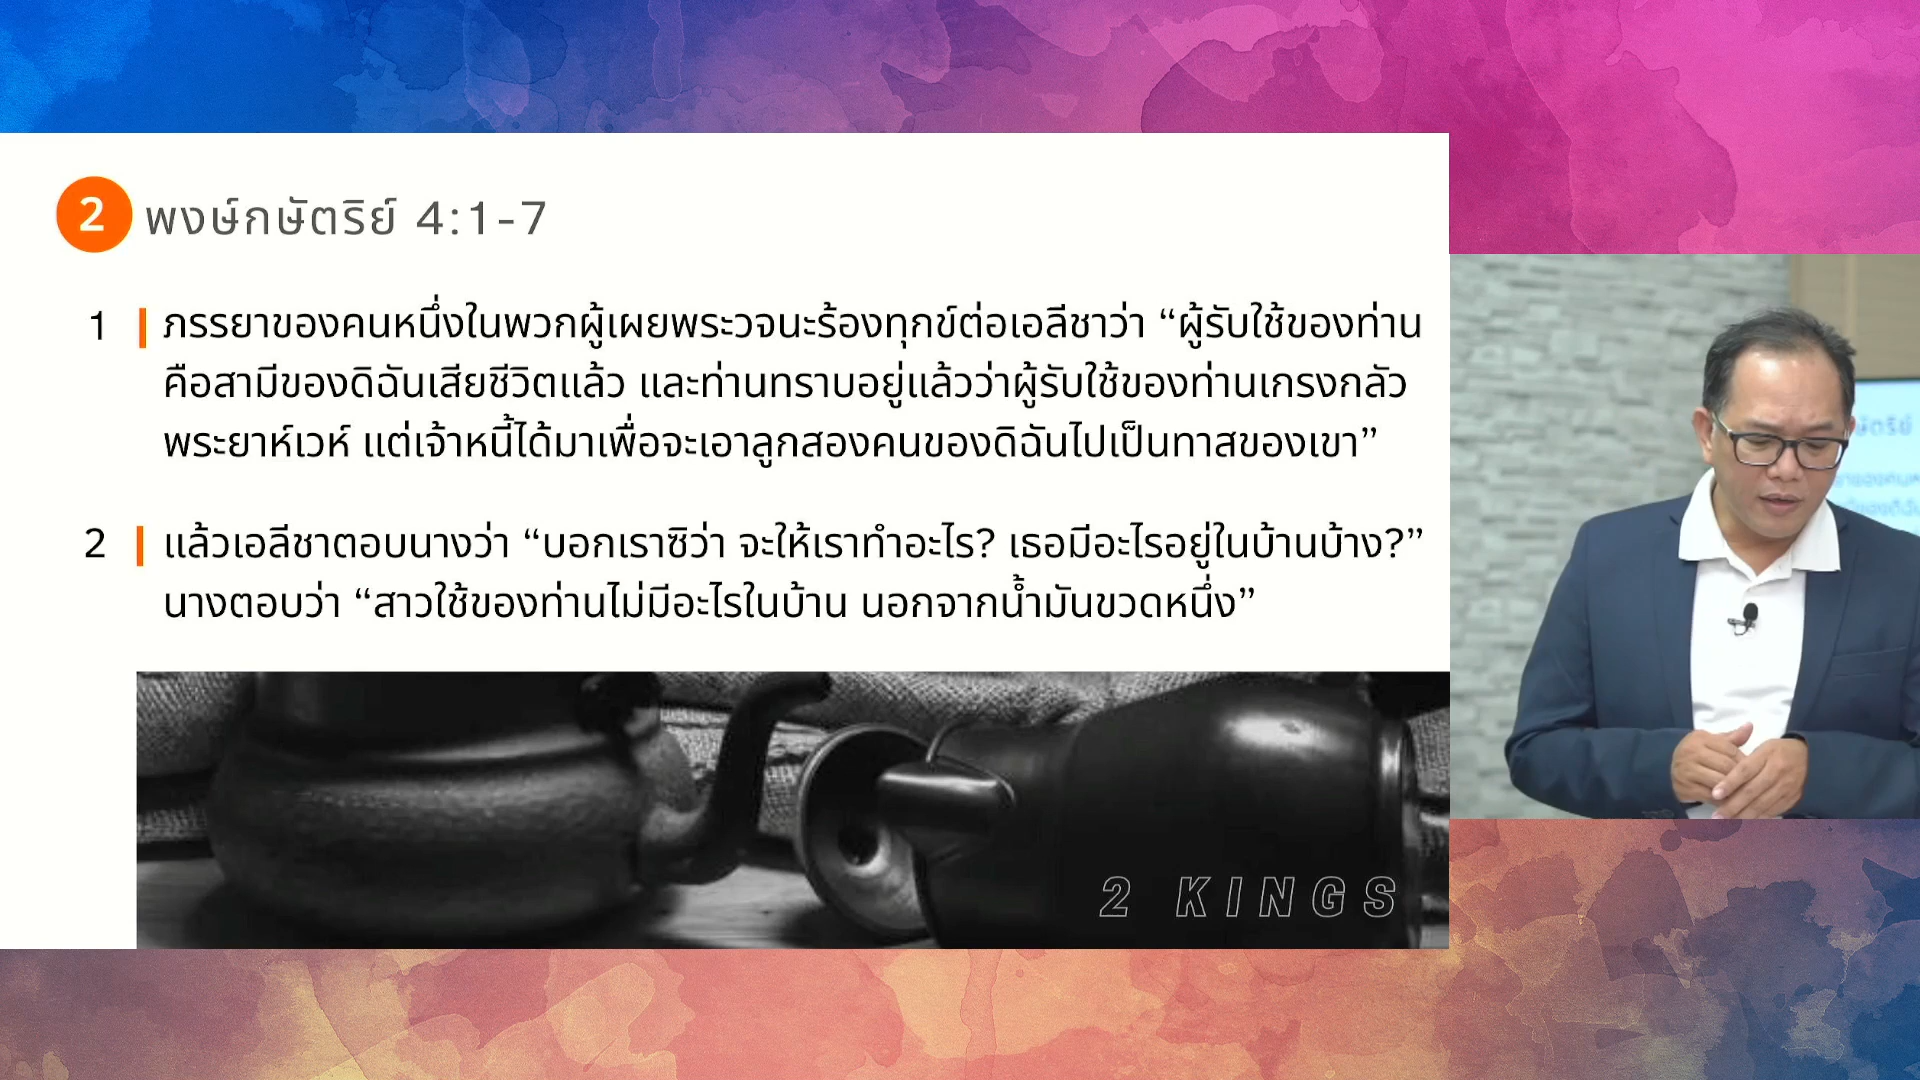 2 พงษ์กษัตริย์ 4:1-7
1 ภรรยาของคนหนึ่งในพวกผู้เผยพระวจนะร้องทุกข์ต่อเอลีชาว่า “ผู้รับใช้ของท่าน
คือสามีของดิฉันเสียชีวิตแล้ว และท่านทราบอยู่แล้วว่าผู้รับใช้ของท่านเกรงกลัว
พระยาห์เวห์ แต่เจ้าหนี้ได้มาเพื่อจะเอาลูกสองคนของดิฉันไปเป็นทาสของเขา”
2 แล้วเอลีชาตอบนางว่า “บอกเราซิว่า จะให้เราทำอะไร? เธอมีอะไรอยู่ในบ้านบ้าง?”
นางตอบว่า “สาวใช้ของท่านไม่มีอะไรในบ้าน นอกจากน้ำมันขวดหนึ่ง”
2 KINGS